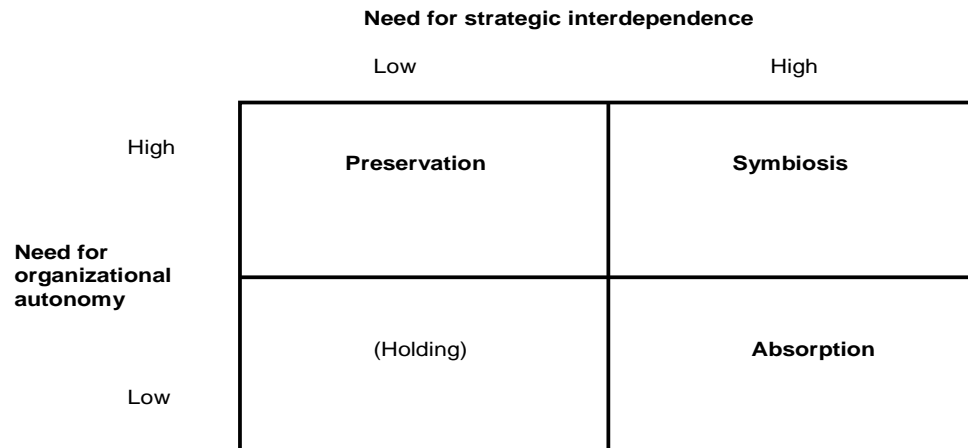 Need for strategic interdependence
Low High
High
Preservation Symbiosis
Need for
organizational
autonomy
(Holding) Absorption
Low